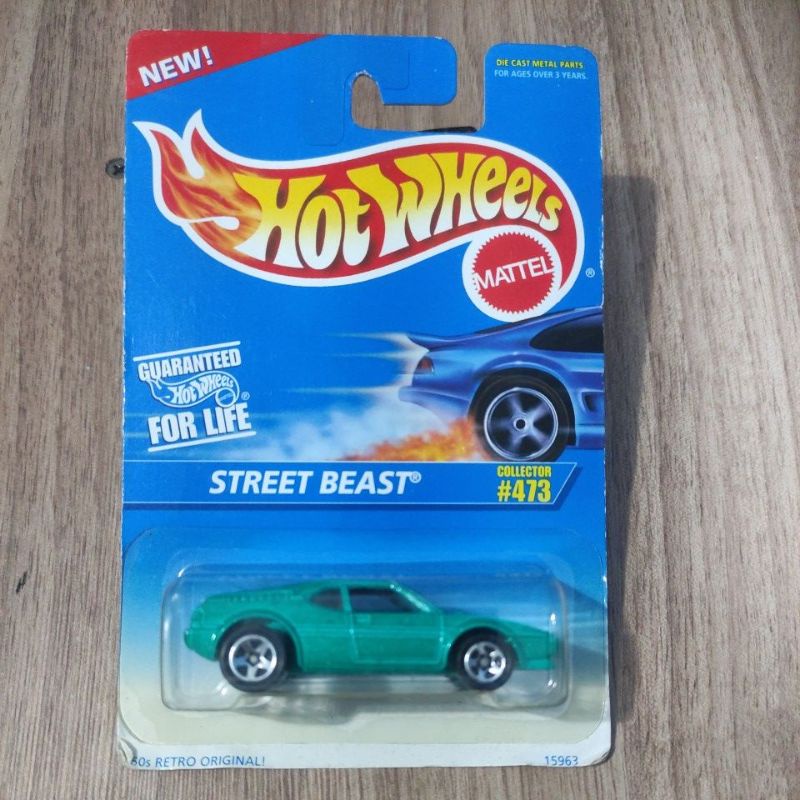 NEW!
DIE CAST METAL PARTS
FOR AGES OVER 3 YEARS.
HOT WHEELS
MATTEL
®
GUARANTEED
HOT WHEELS ®
FOR LIFE
STREET BEAST®
COLLECTOR
#473
60s RETRO ORIGINAL!
15963